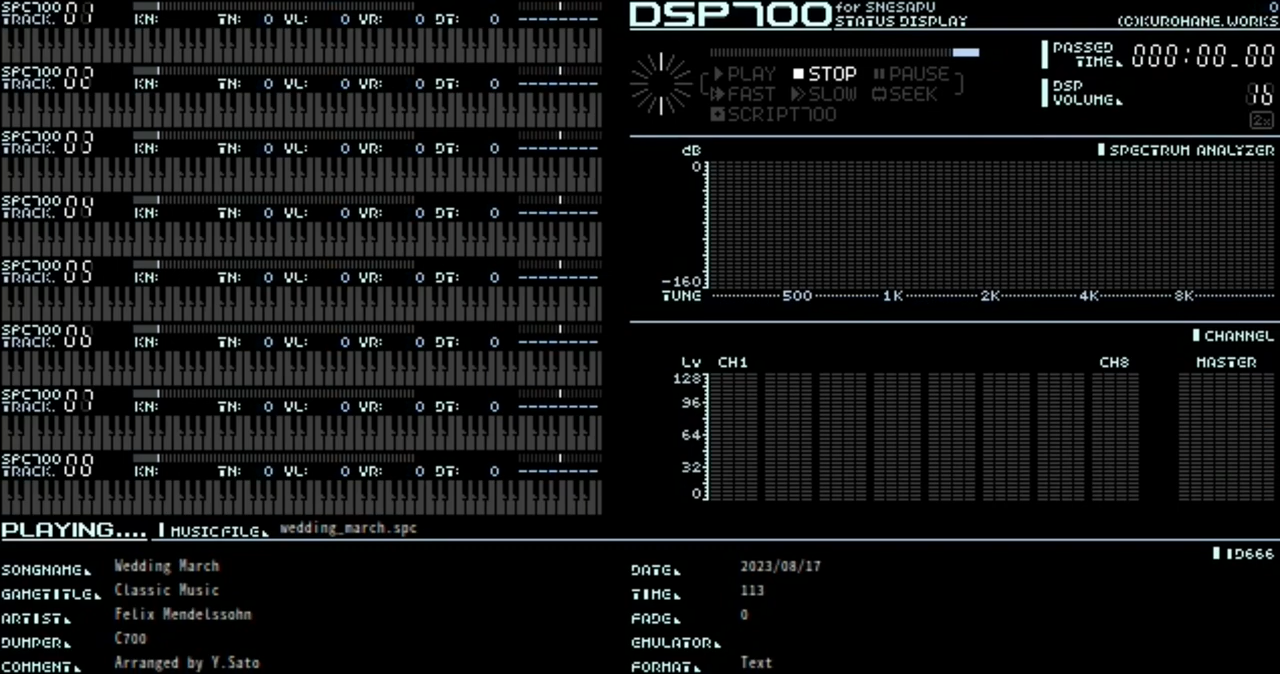 SPC700 TRACK. 01 KN: TN: 0 VL: 0 VR: 0 DT: 0 --------
SPC700 TRACK. 02 KN: TN: 0 VL: 0 VR: 0 DT: 0 --------
SPC700 TRACK. 03 KN: TN: 0 VL: 0 VR: 0 DT: 0 --------
SPC700 TRACK. 04 KN: TN: 0 VL: 0 VR: 0 DT: 0 --------
SPC700 TRACK. 05 KN: TN: 0 VL: 0 VR: 0 DT: 0 --------
SPC700 TRACK. 06 KN: TN: 0 VL: 0 VR: 0 DT: 0 --------
SPC700 TRACK. 07 KN: TN: 0 VL: 0 VR: 0 DT: 0 --------
SPC700 TRACK. 08 KN: TN: 0 VL: 0 VR: 0 DT: 0 --------
DSP700 for SNESAPU 0
STATUS DISPLAY (C)KUROHANE.WORKS
PLAY STOP PAUSE
FAST SLOW SEEK
SCRIPT700
PASSED TIME 000:00_00
DSP VOLUME 16
2x
dB SPECTRUM ANALYZER
0
-160
TUNE 500 1K 2K 4K 8K
CHANNEL
Lv CH1 CH8 MASTER
128
96
64
32
0
PLAYING.... MUSICFILE wedding_march.spc
ID666
SONGNAME Wedding March
GAMETITLE Classic Music
ARTIST Felix Mendelssohn
DUMPER C700
COMMENT Arranged by Y.Sato
DATE 2023/08/17
TIME 113
FADE 0
EMULATOR
FORMAT Text